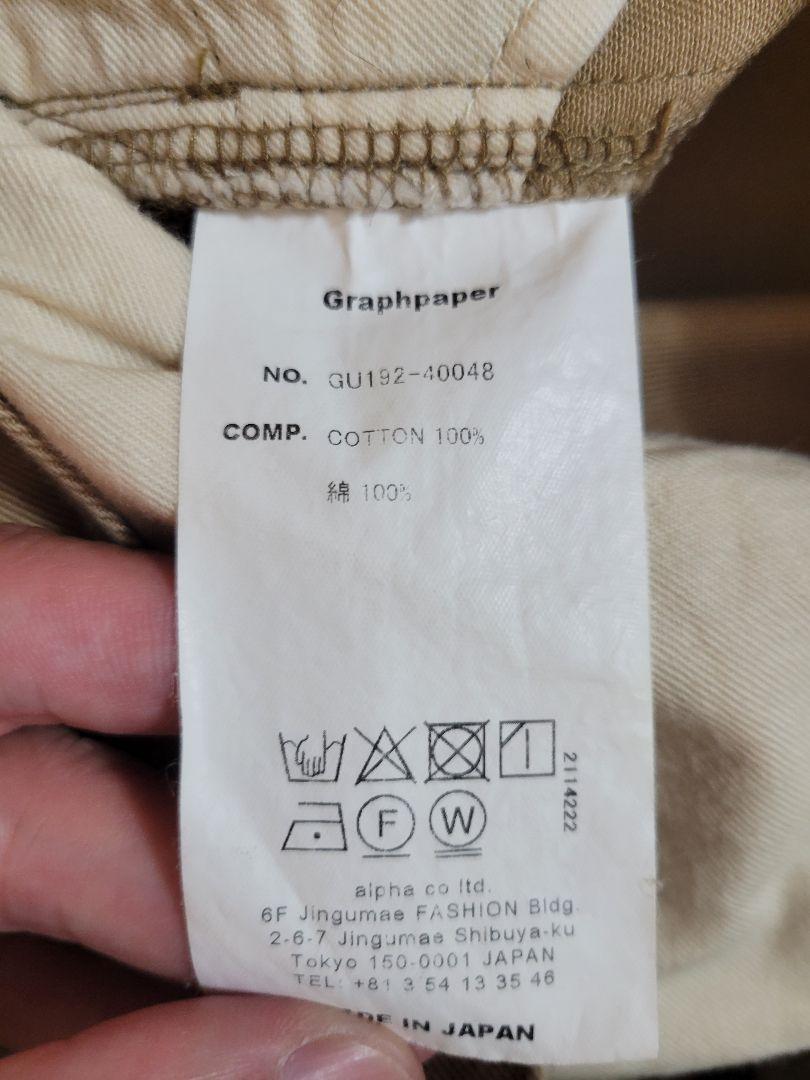 Graphpaper
NO. GU192-40048
COMP. COTTON 100%
綿 100%
2114222
F W
alpha co ltd.
6F Jingumae FASHION Bldg.
2-6-7 Jingumae Shibuya-ku
Tokyo 150-0001 JAPAN
TEL: +81 3 54 13 35 46
IN JAPAN